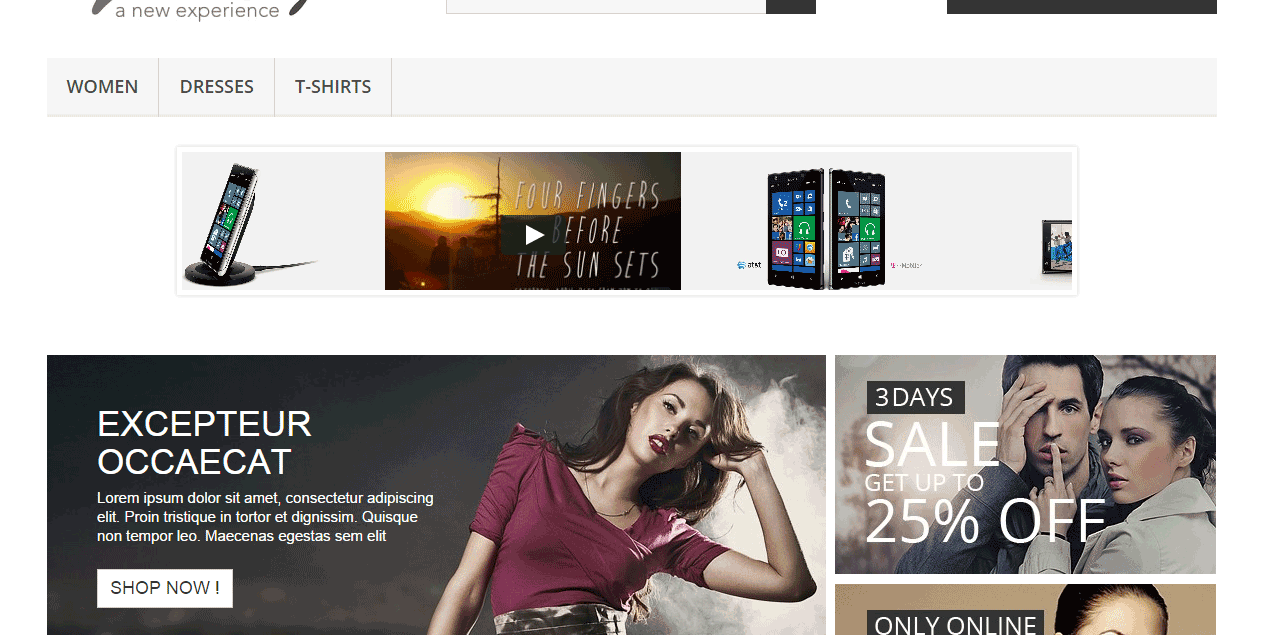 a new experience
WOMEN
DRESSES
T-SHIRTS
FOUR FINGERS
BEFORE
THE SUN SETS
at&t
T··Mobile·
EXCEPTEUR
OCCAECAT
Lorem ipsum dolor sit amet, consectetur adipiscing
elit. Proin tristique in tortor et dignissim. Quisque
non tempor leo. Maecenas egestas sem elit
SHOP NOW !
3 DAYS
SALE
GET UP TO
25% OFF
ONLY ONLINE